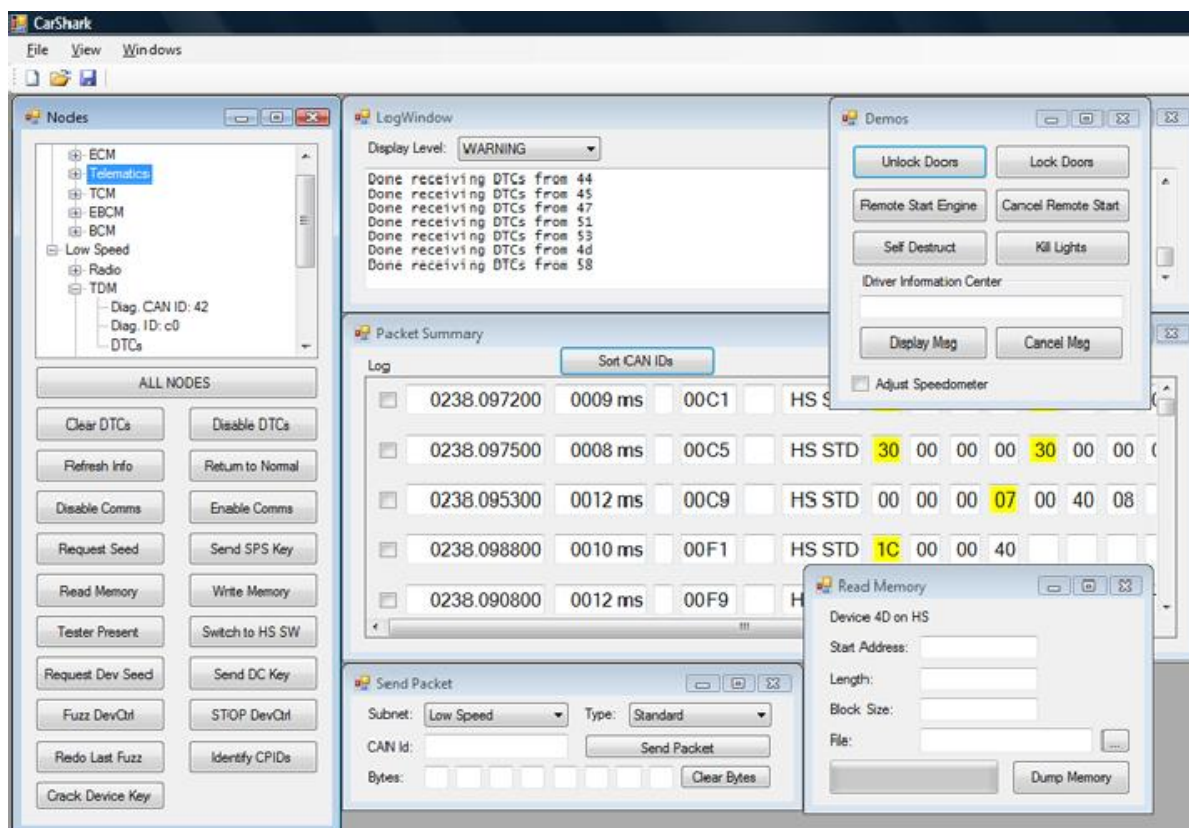 CarShark
File View Windows
Nodes
ECM
Telematics
TCM
EBCM
BCM
Low Speed
Radio
TDM
Diag. CAN ID: 42
Diag. ID: c0
DTCs
ALL NODES
Clear DTCs Disable DTCs
Refresh Info Return to Normal
Disable Comms Enable Comms
Request Seed Send SPS Key
Read Memory Write Memory
Tester Present Switch to HS SW
Request Dev Seed Send DC Key
Fuzz DevCtrl STOP DevCtrl
Redo Last Fuzz Identify CPIDs
Crack Device Key
LogWindow
Display Level: WARNING
Done receiving DTCs from 44
Done receiving DTCs from 45
Done receiving DTCs from 47
Done receiving DTCs from 51
Done receiving DTCs from 53
Done receiving DTCs from 4d
Done receiving DTCs from 58
Demos
Unlock Doors Lock Doors
Remote Start Engine Cancel Remote Start
Self Destruct Kill Lights
Driver Information Center
Display Msg Cancel Msg
Adjust Speedometer
Packet Summary
Log Sort CAN IDs
0238.097200 0009 ms 00C1 HS
0238.097500 0008 ms 00C5 HS STD 30 00 00 00 30 00 00
0238.095300 0012 ms 00C9 HS STD 00 00 00 07 00 40 08
0238.098800 0010 ms 00F1 HS STD 1C 00 00 40
0238.090800 0012 ms 00F9
Send Packet
Subnet: Low Speed Type: Standard
CAN Id: Send Packet
Bytes: Clear Bytes
Read Memory
Device 4D on HS
Start Address:
Length:
Block Size:
File: ...
Dump Memory